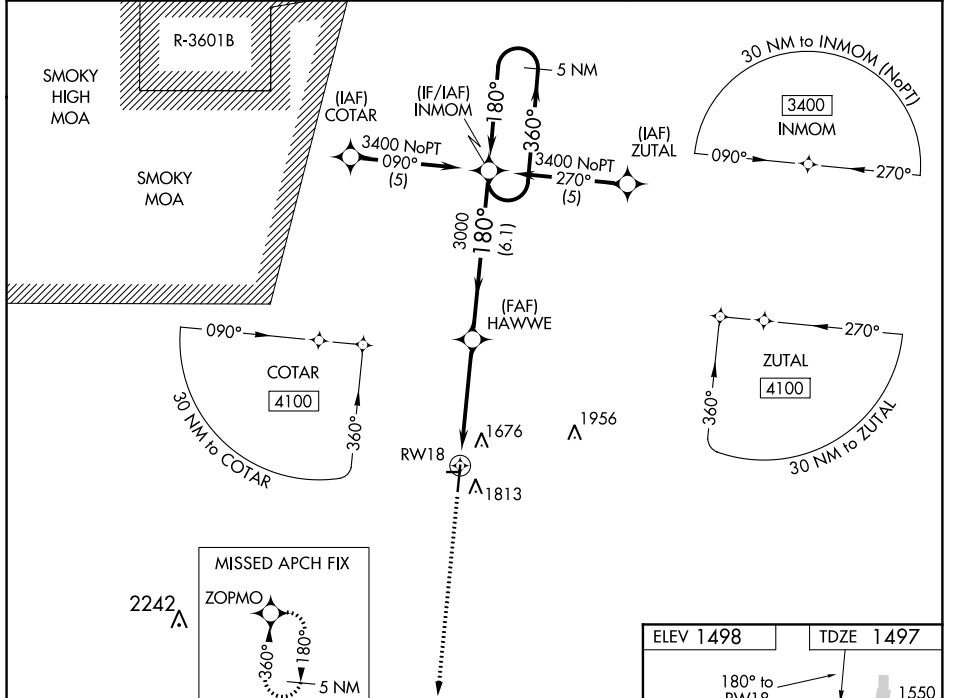 R-3601B
SMOKY
HIGH
MOA
SMOKY
MOA
(IAF)
COTAR
3400 NoPT
090°
(5)
(IF/IAF)
INMOM
180°
360°
5 NM
(IAF)
ZUTAL
3400 NoPT
270°
(5)
30 NM to INMOM (NoPT)
3400
INMOM
090°
270°
3000
180°
(6.1)
(FAF)
HAWWE
090°
COTAR
4100
360°
30 NM to COTAR
270°
ZUTAL
4100
360°
30 NM to ZUTAL
1676
1956
RW18
1813
MISSED APCH FIX
ZOPMO
360°
180°
5 NM
2242
ELEV 1498
TDZE 1497
180° to
RW18
1550